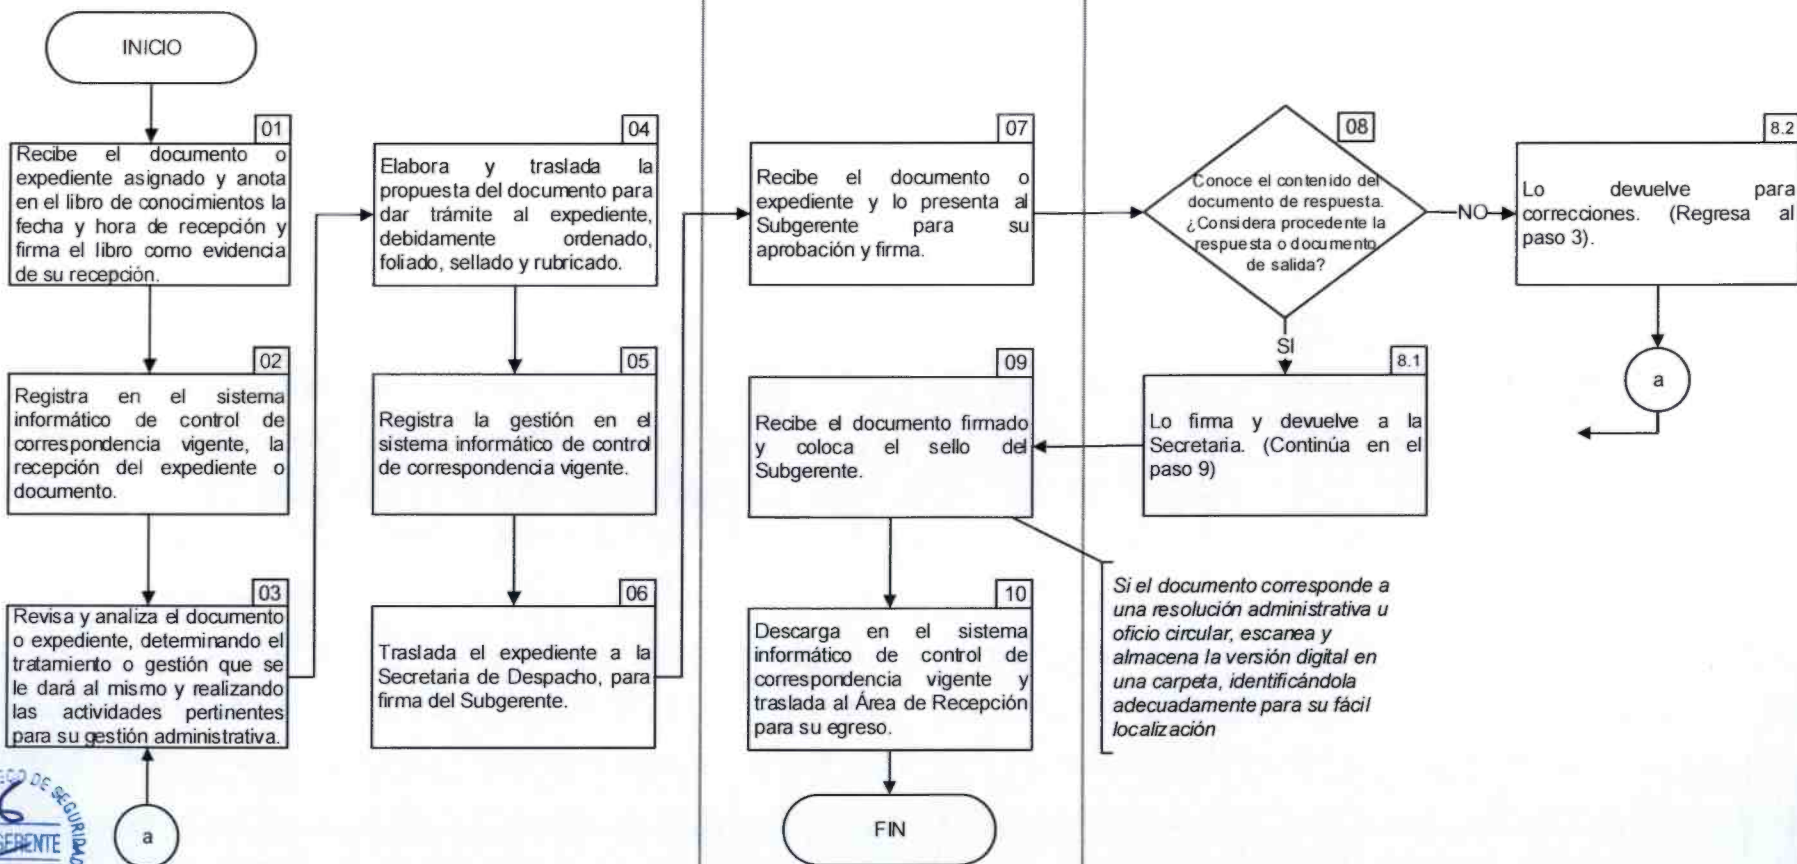 INICIO
01
Recibe el documento o
expediente asignado y anota
en el libro de conocimientos la
fecha y hora de recepción y
firma el libro como evidencia
de su recepción.
02
Registra en el sistema
informático de control de
correspondencia vigente, la
recepción del expediente o
documento.
03
Revisa y analiza el documento
o expediente, determinando el
tratamiento o gestión que se
le dará al mismo y realizando
las actividades pertinentes
para su gestión administrativa.
a
04
Elabora y traslada la
propuesta del documento para
dar trámite al expediente,
debidamente ordenado,
foliado, sellado y rubricado.
05
Registra la gestión en el
sistema informático de control
de correspondencia vigente.
06
Traslada el expediente a la
Secretaria de Despacho, para
firma del Subgerente.
07
Recibe el documento o
expediente y lo presenta al
Subgerente para su
aprobación y firma.
08
Conoce el contenido del
documento de respuesta.
¿Considera procedente la
respuesta o documento
de salida?
NO
8.2
Lo devuelve para
correcciones. (Regresa al
paso 3).
a
SI
8.1
Lo firma y devuelve a la
Secretaria. (Continúa en el
paso 9)
09
Recibe el documento firmado
y coloca el sello del
Subgerente.
Si el documento corresponde a
una resolución administrativa u
oficio circular, escanea y
almacena la versión digital en
una carpeta, identificándola
adecuadamente para su fácil
localización
10
Descarga en el sistema
informático de control de
correspondencia vigente y
traslada al Área de Recepción
para su egreso.
FIN
DE SEGURIDAD